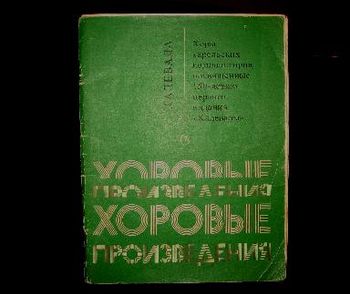 КАЛЕВАЛА
Хоры
карельских
композиторов,
посвященные
150-летию
первого
издания
«Калевалы»
ХОРОВЫЕ
ПРОИЗВЕДЕНИЯ
ХОРОВЫЕ
ПРОИЗВЕДЕНИЯ